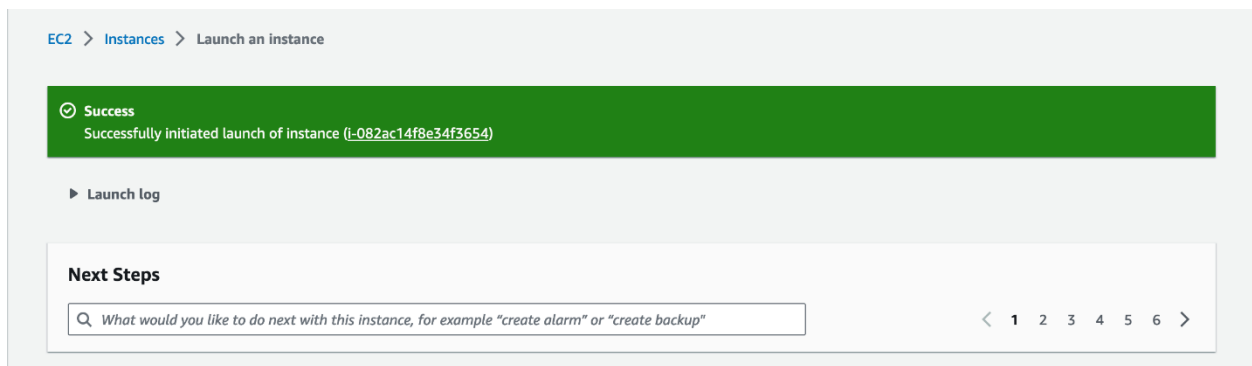 EC2 > Instances > Launch an instance
Success
Successfully initiated launch of instance (i-082ac14f8e34f3654)
Launch log
Next Steps
What would you like to do next with this instance, for example “create alarm” or “create backup"
< 1 2 3 4 5 6 >